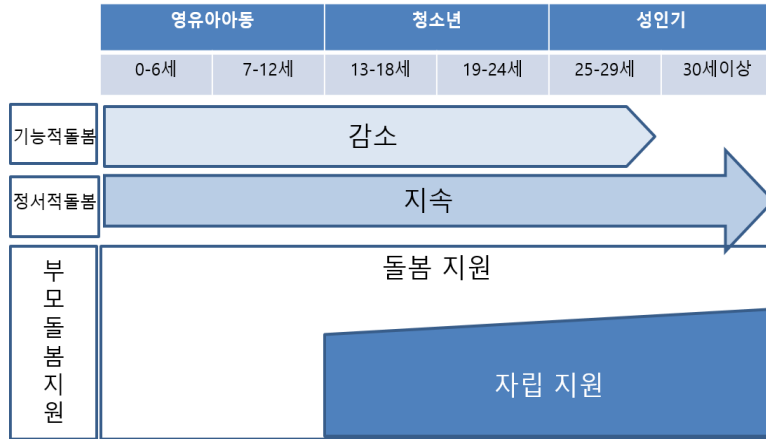 영유아아동 청소년 성인기
0-6세 7-12세 13-18세 19-24세 25-29세 30세이상
기능적돌봄 감소
정서적돌봄 지속
부모돌봄지원
돌봄 지원
자립 지원